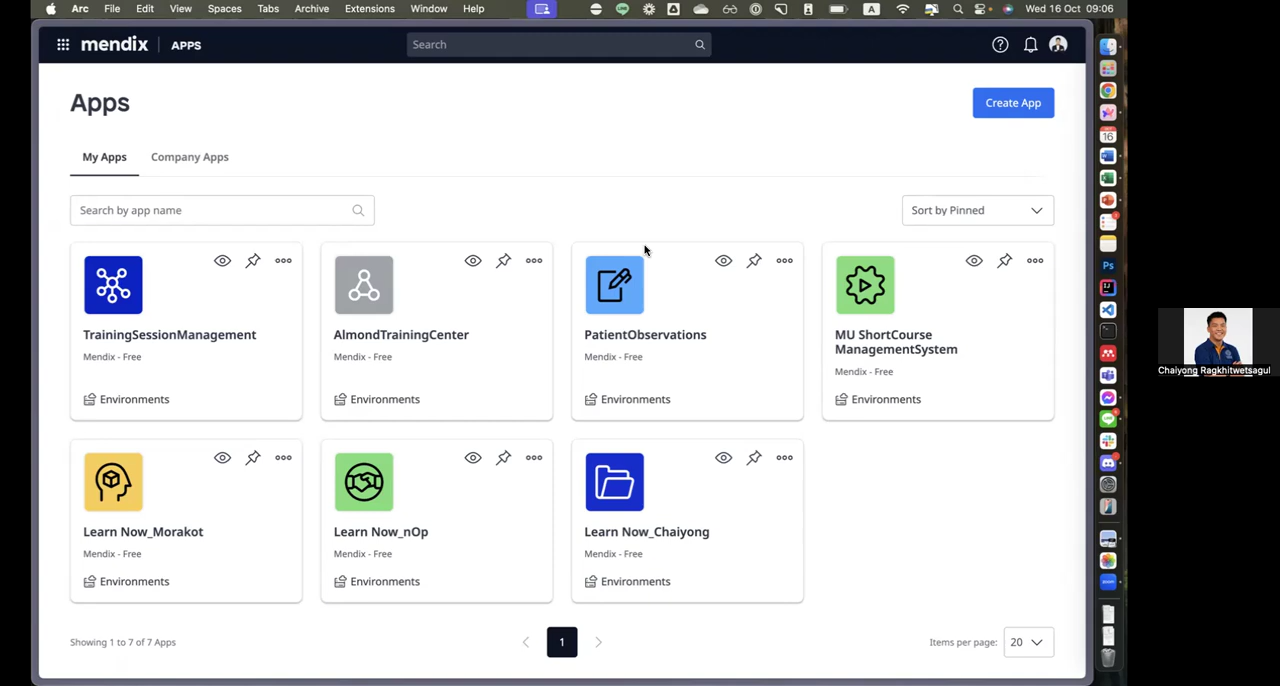 Arc File Edit View Spaces Tabs Archive Extensions Window Help A Wed 16 Oct 09:06
mendix APPS Search
Apps
Create App
My Apps Company Apps
Search by app name Sort by Pinned
TrainingSessionManagement
Mendix - Free
Environments
AlmondTrainingCenter
Mendix - Free
Environments
PatientObservations
Mendix - Free
Environments
MU ShortCourse
ManagementSystem
Mendix - Free
Environments
Learn Now_Morakot
Mendix - Free
Environments
Learn Now_nOp
Mendix - Free
Environments
Learn Now_Chaiyong
Mendix - Free
Environments
Showing 1 to 7 of 7 Apps 1 Items per page: 20
16
Ps
Chaiyong Ragkhitwetsagul